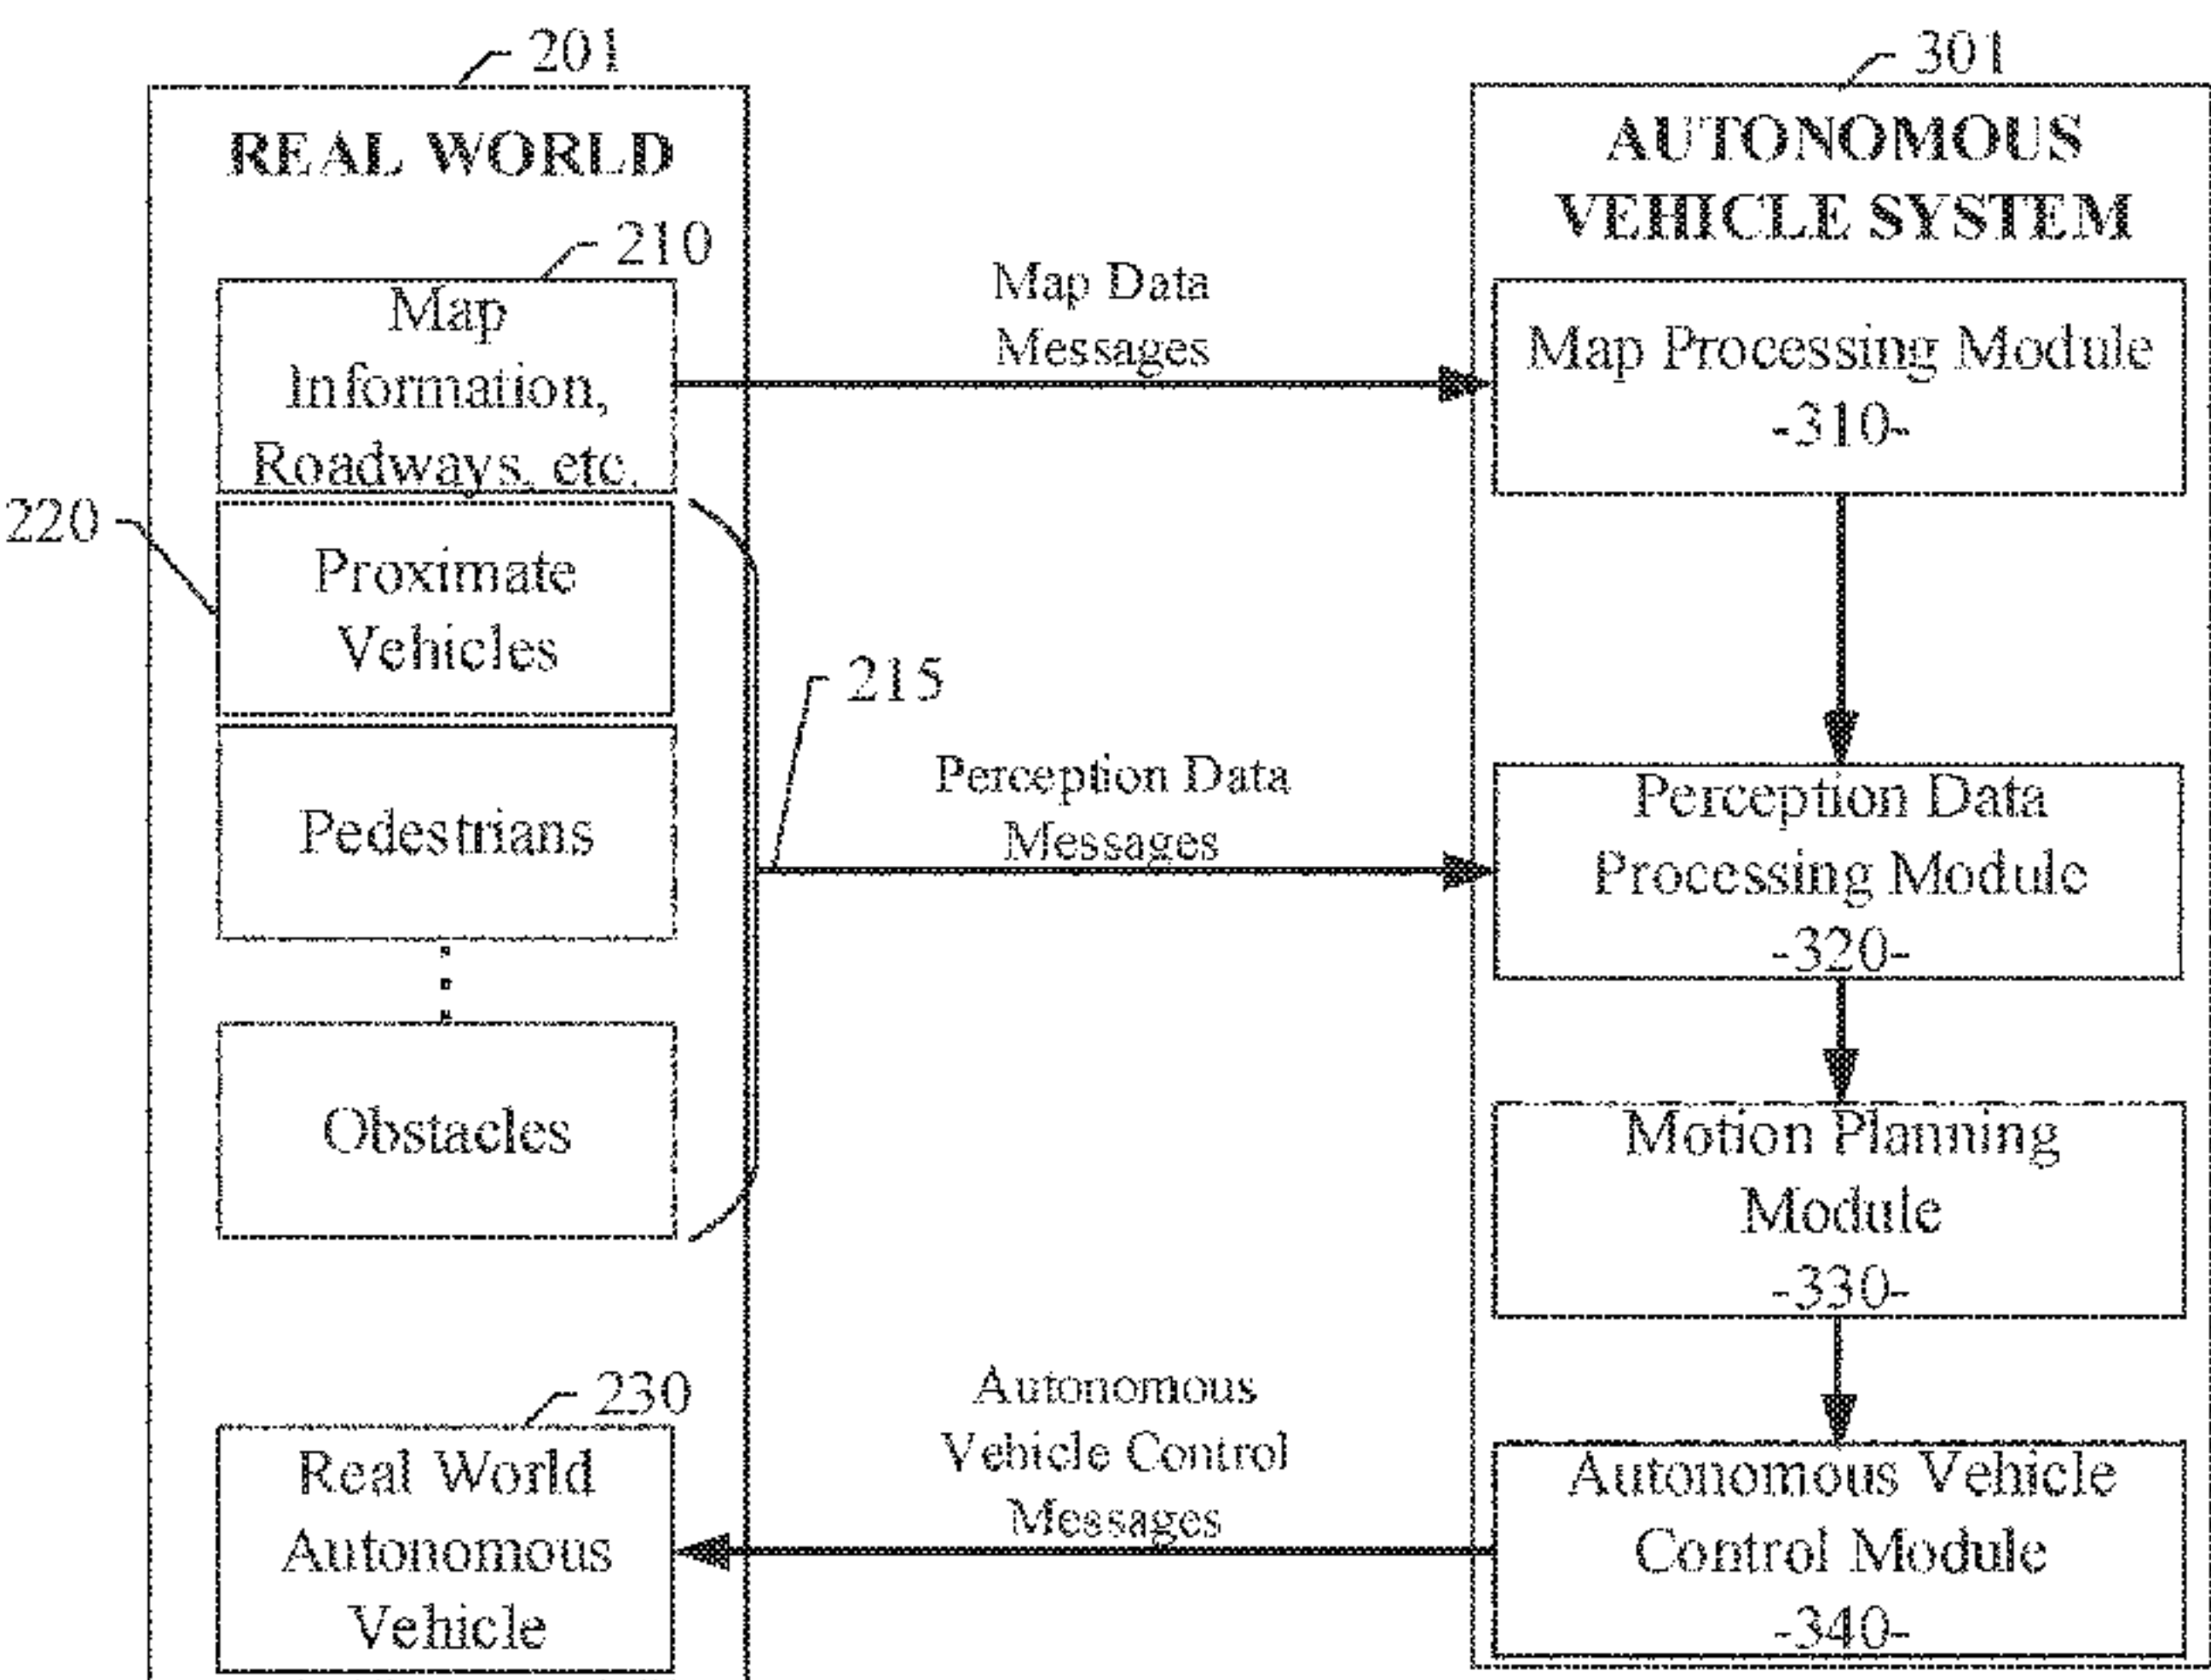 201
REAL WORLD
210
Map
Information,
Roadways, etc.
220
Proximate
Vehicles
Pedestrians
Obstacles
230
Real World
Autonomous
Vehicle
Map Data
Messages
215
Perception Data
Messages
Autonomous
Vehicle Control
Messages
301
AUTONOMOUS
VEHICLE SYSTEM
Map Processing Module
-310-
Perception Data
Processing Module
-320-
Motion Planning
Module
-330-
Autonomous Vehicle
Control Module
-340-